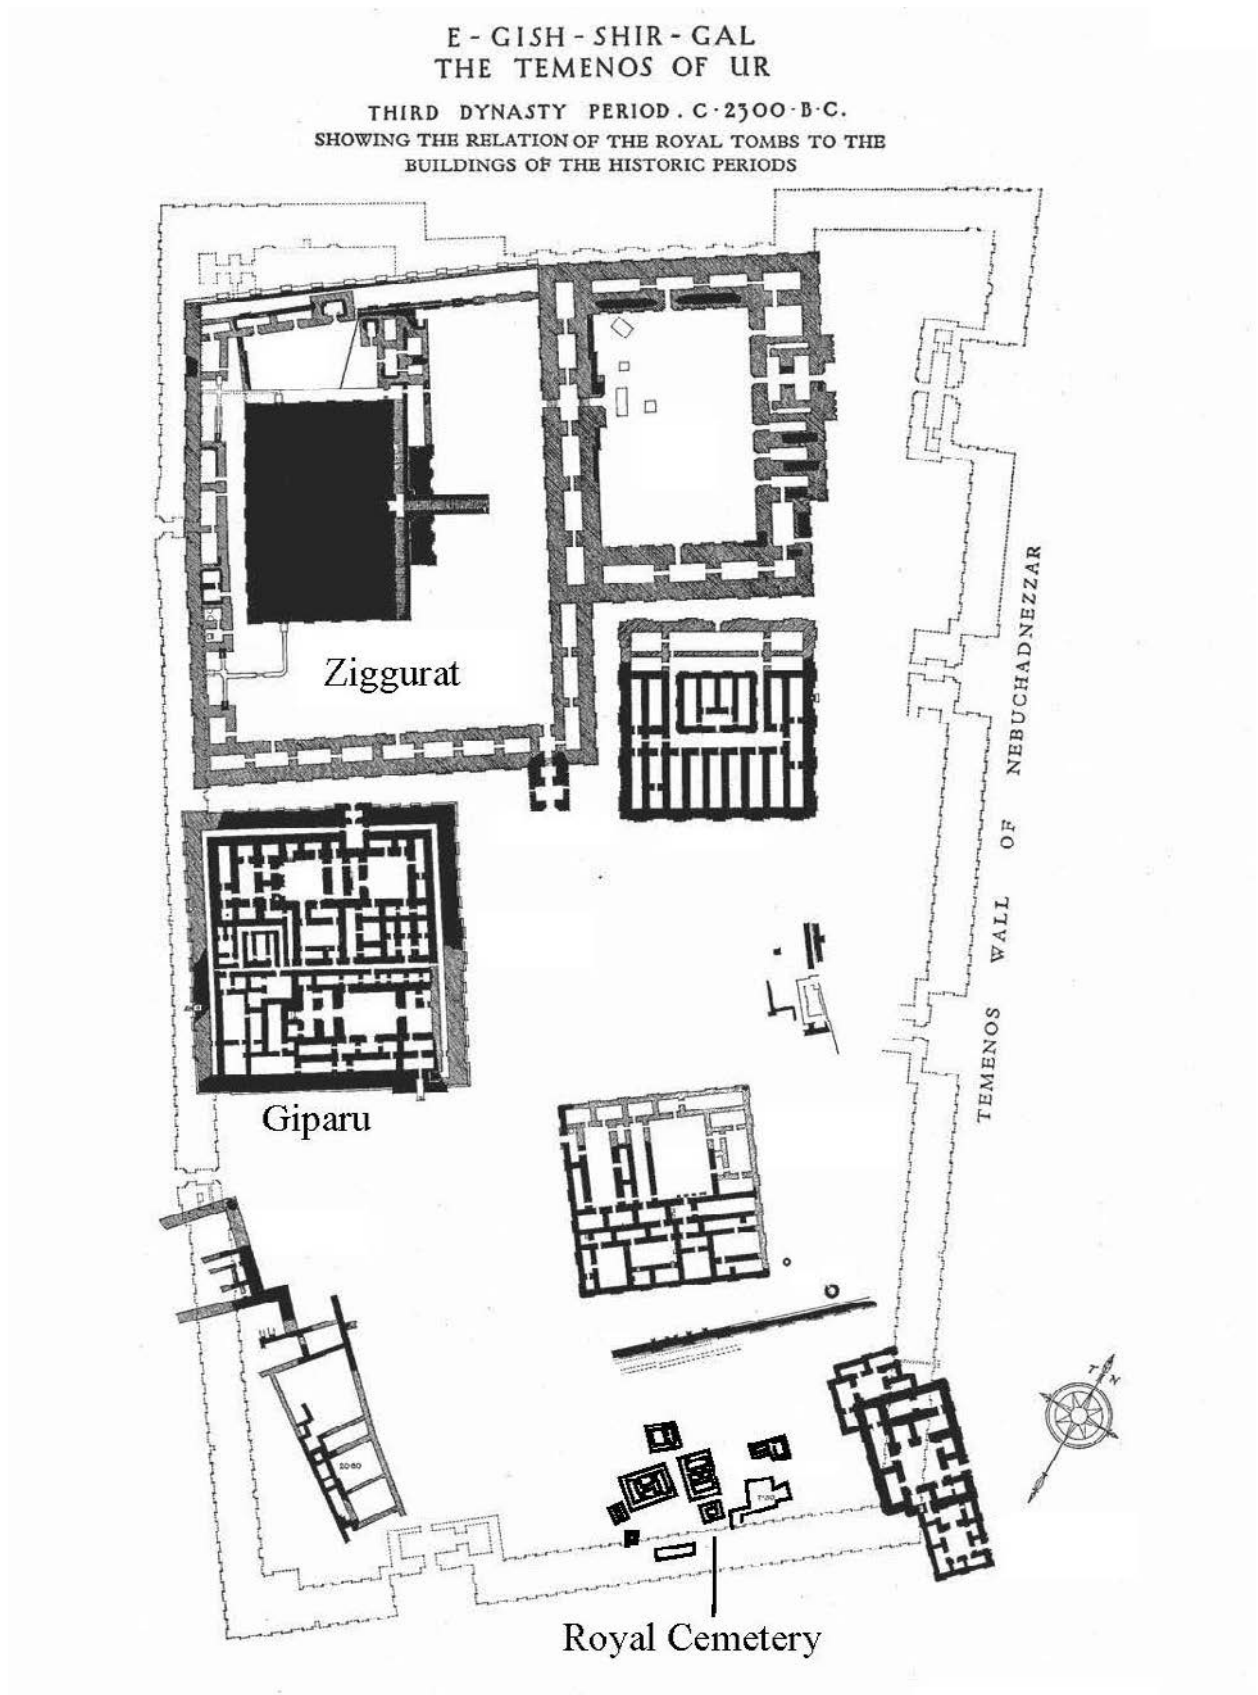 E-GISH-SHIR-GAL
THE TEMENOS OF UR
THIRD DYNASTY PERIOD. C·2300·B·C.
SHOWING THE RELATION OF THE ROYAL TOMBS TO THE
BUILDINGS OF THE HISTORIC PERIODS
TEMENOS WALL OF NEBUCHADNEZZAR
Ziggurat
Giparu
T N
Royal Cemetery